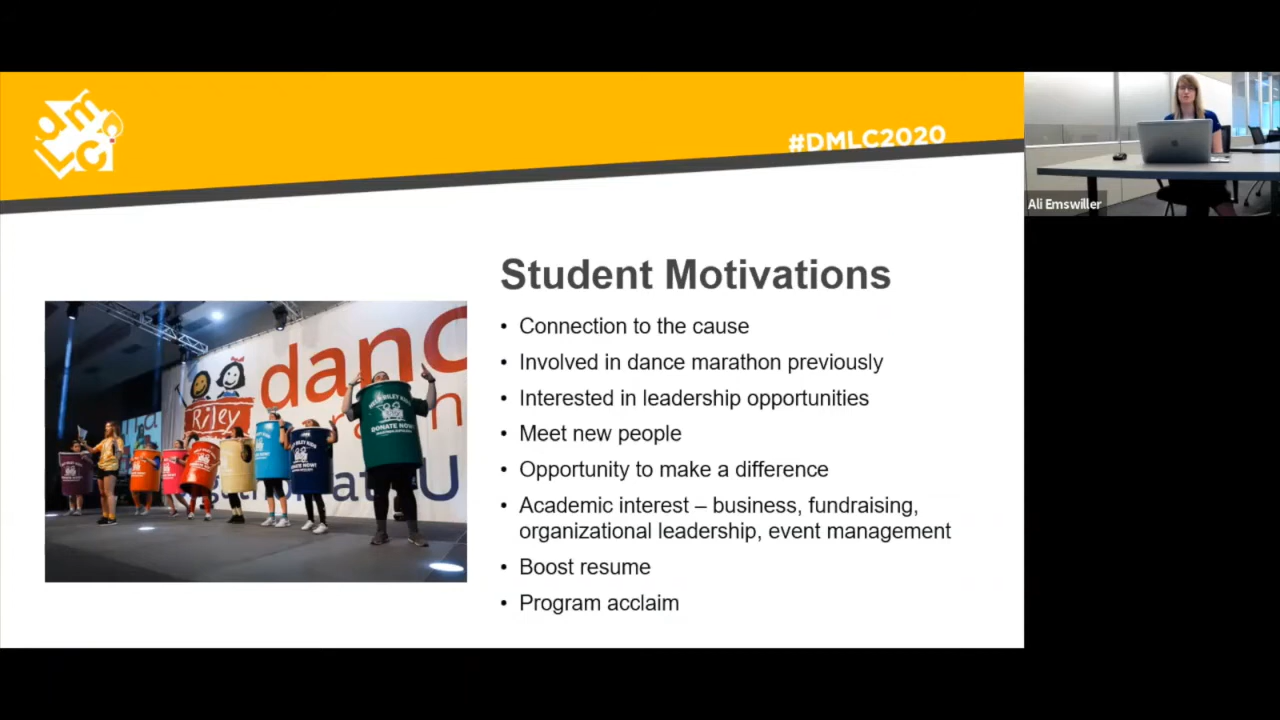 dmLC
#DMLC2020
Ali Emswiller
Student Motivations
• Connection to the cause
• Involved in dance marathon previously
• Interested in leadership opportunities
• Meet new people
• Opportunity to make a difference
• Academic interest – business, fundraising,
organizational leadership, event management
• Boost resume
• Program acclaim
danc
Riley
DONATE NOW!